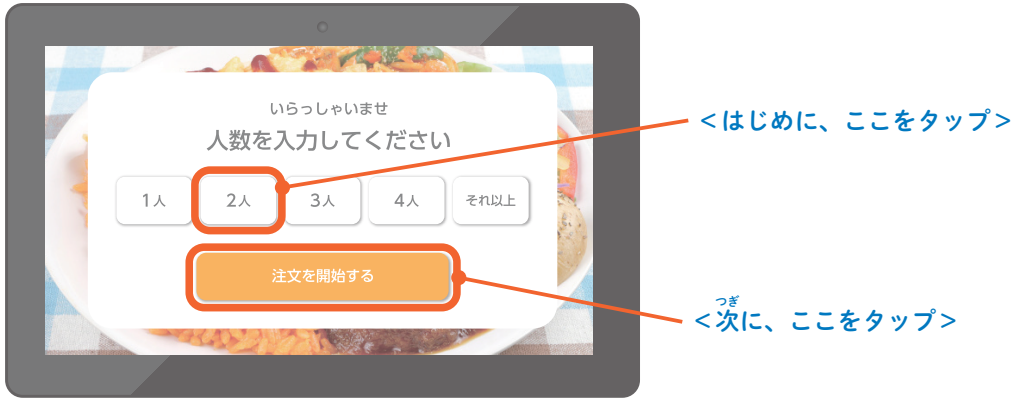 いらっしゃいませ
人数を入力してください
1人 2人 3人 4人 それ以上
注文を開始する
＜はじめに、ここをタップ＞
つぎ
＜次に、ここをタップ＞